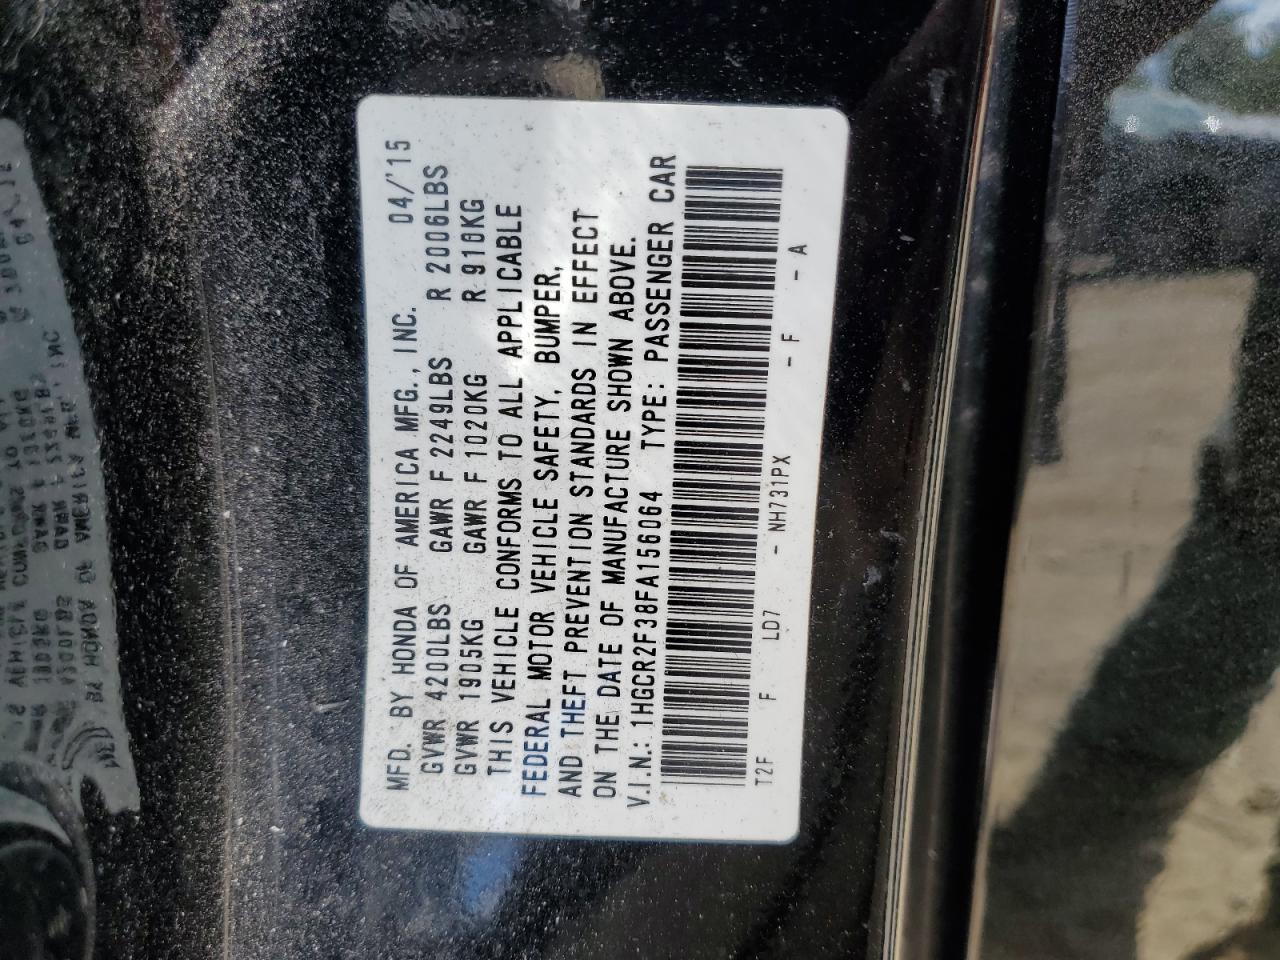 MFD. BY HONDA OF AMERICA MFG., INC. 04/'15
GVWR 4200LBS GAWR F 2249LBS R 2006LBS
GVWR 1905KG GAWR F 1020KG R 910KG
THIS VEHICLE CONFORMS TO ALL APPLICABLE
FEDERAL MOTOR VEHICLE SAFETY, BUMPER,
AND THEFT PREVENTION STANDARDS IN EFFECT
ON THE DATE OF MANUFACTURE SHOWN ABOVE.
V.I.N.: 1HGCR2F38FA156064 TYPE: PASSENGER CAR
T2F F LD7 - NH731PX - F - A